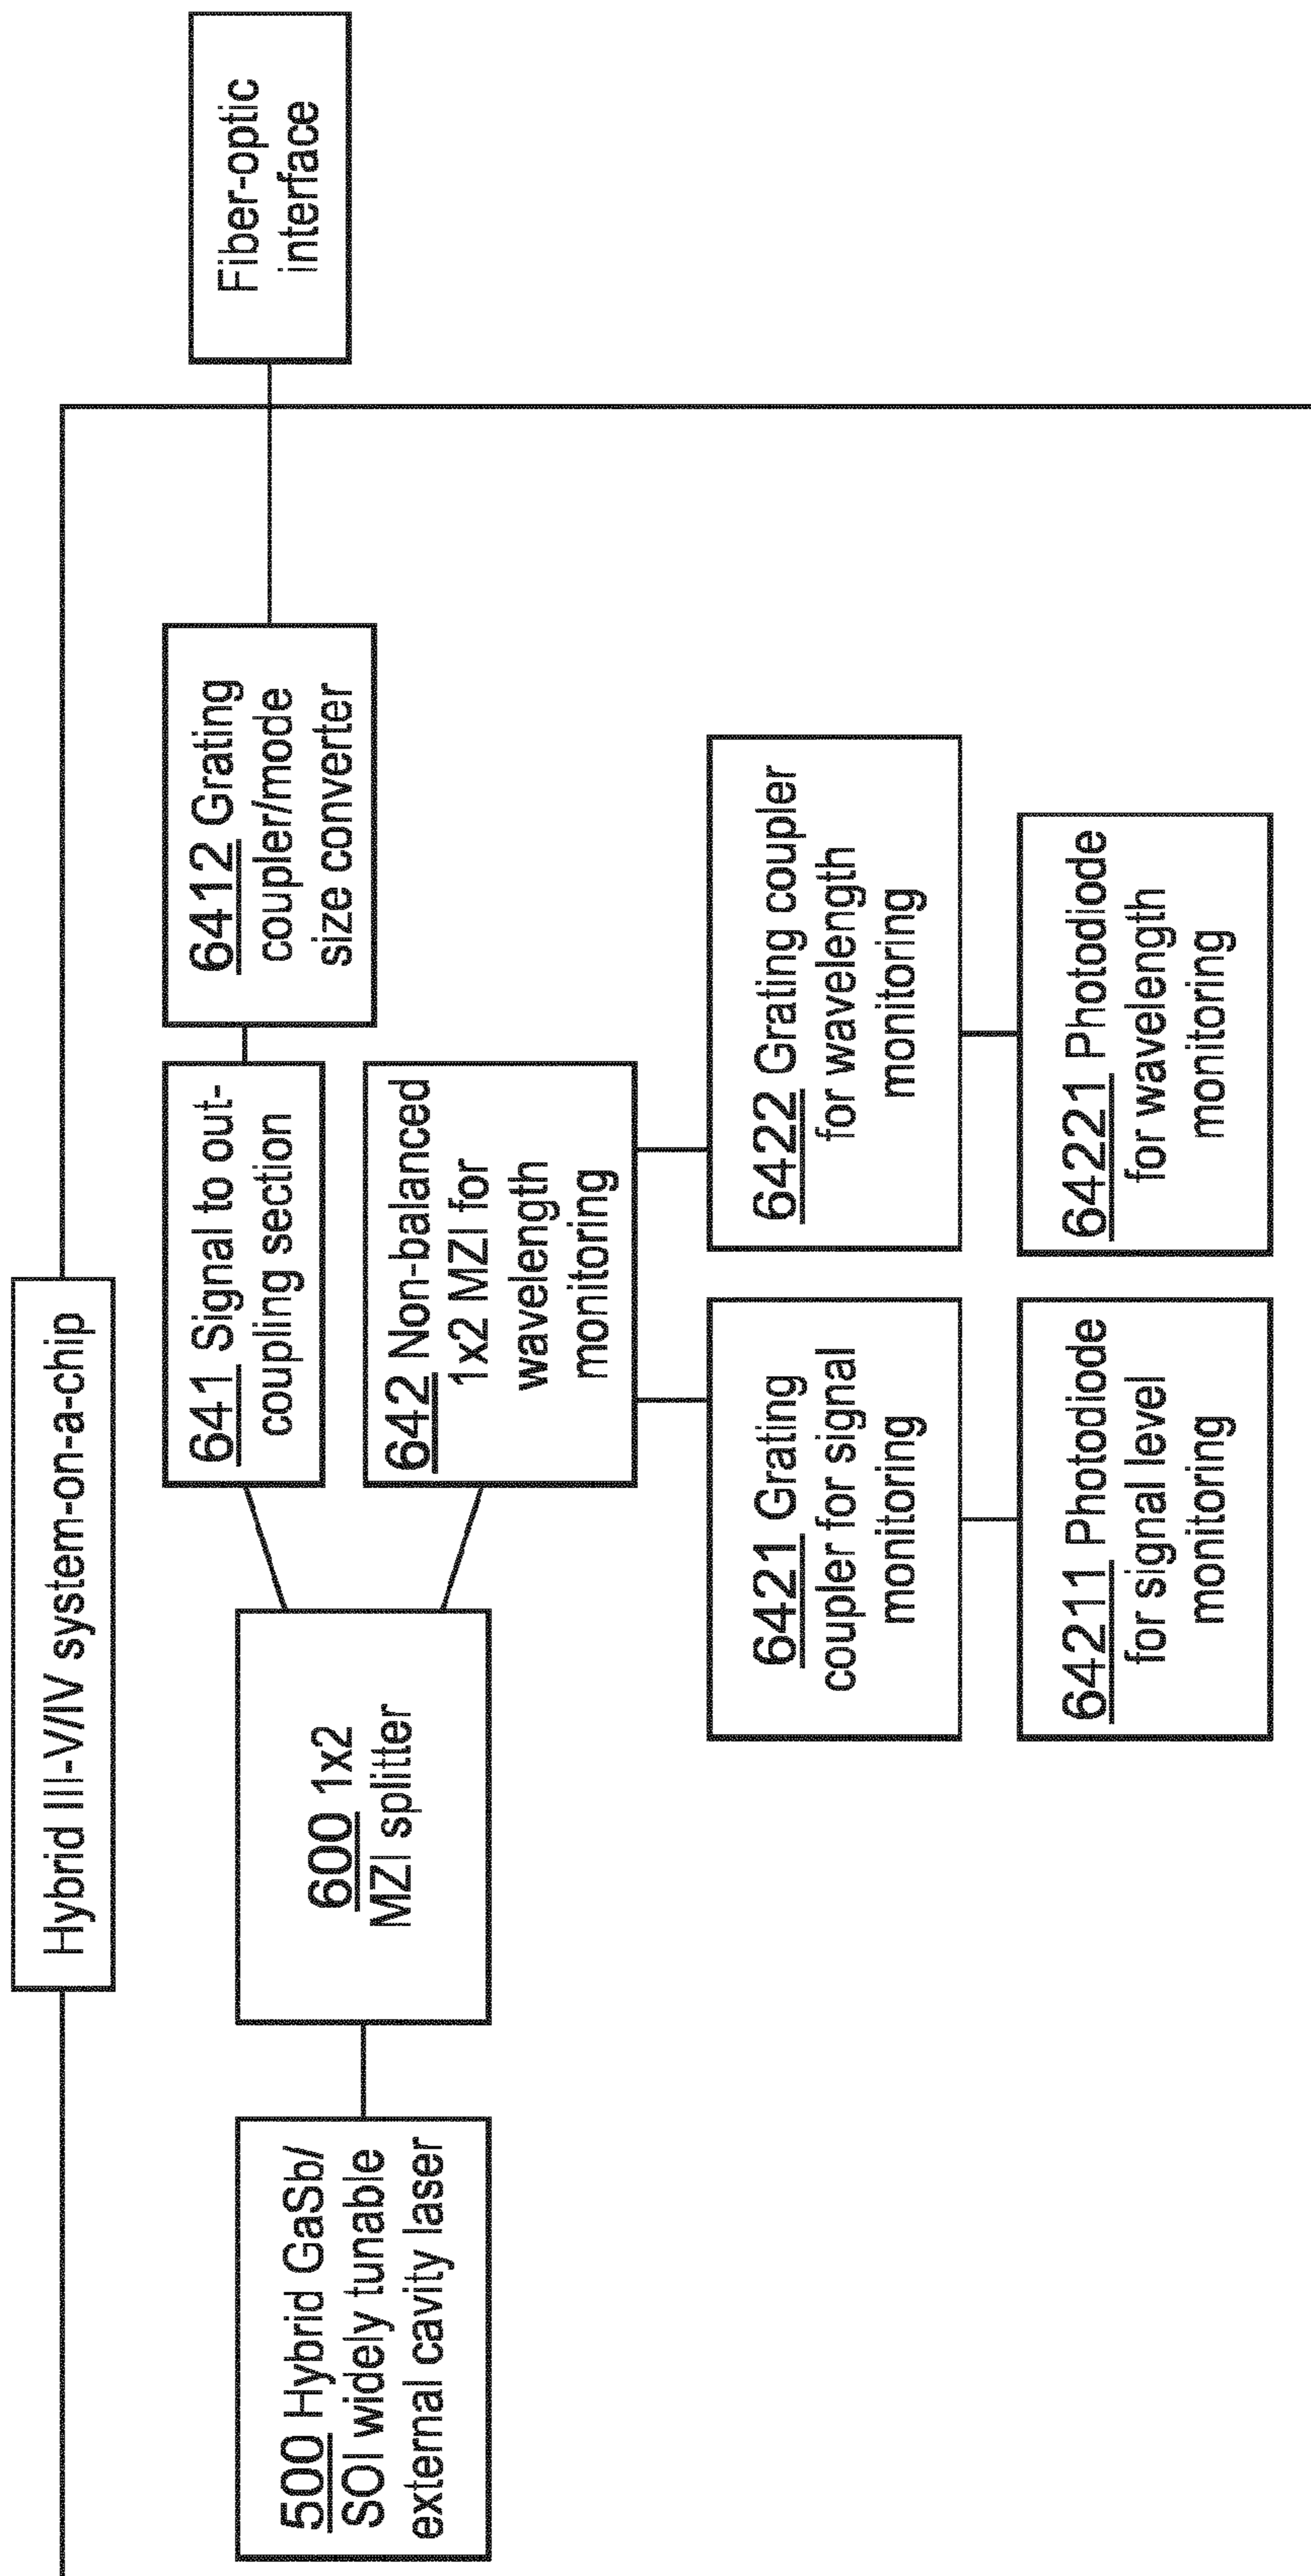 Hybrid III-V/IV system-on-a-chip
500 Hybrid GaSb/
SOI widely tunable
external cavity laser
600 1x2
MZI splitter
641 Signal to out-
coupling section
6412 Grating
coupler/mode
size converter
Fiber-optic
interface
642 Non-balanced
1x2 MZI for
wavelength
monitoring
6421 Grating
coupler for signal
monitoring
6422 Grating coupler
for wavelength
monitoring
64211 Photodiode
for signal level
monitoring
64221 Photodiode
for wavelength
monitoring